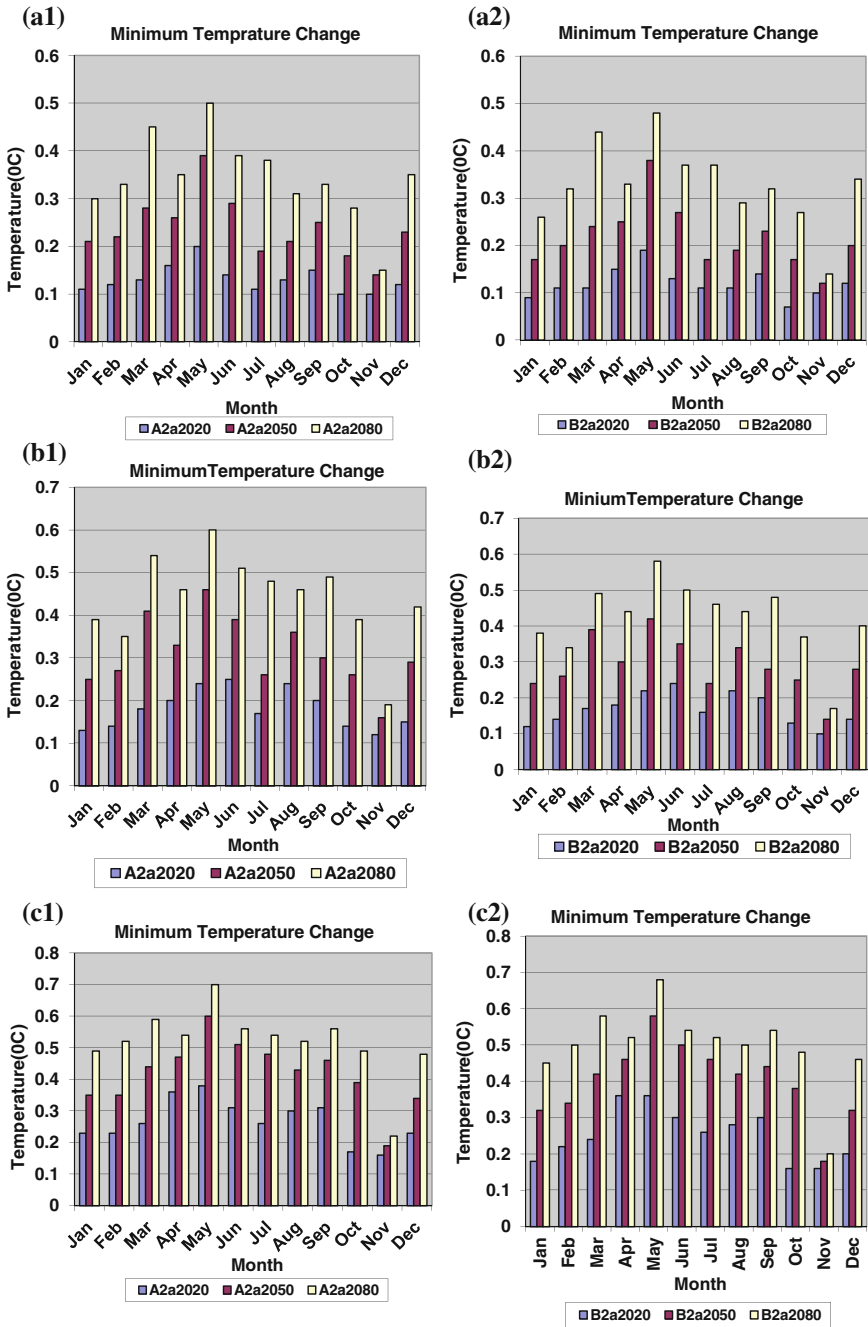 (a1)
Minimum Temprature Change
0.6
0.5
0.4
0.3
0.2
0.1
0
Temperature(0C)
Jan Feb Mar Apr May Jun Jul Aug Sep Oct Nov Dec
Month
A2a2020 A2a2050 A2a2080
(a2)
Minimum Temperature Change
0.6
0.5
0.4
0.3
0.2
0.1
0
Temperature(0C)
Jan Feb Mar Apr May Jun Jul Aug Sep Oct Nov Dec
Month
B2a2020 B2a2050 B2a2080
(b1)
MinimumTemperature Change
0.7
0.6
0.5
0.4
0.3
0.2
0.1
0
Temperature(0C)
Jan Feb Mar Apr May Jun Jul Aug Sep Oct Nov Dec
Month
A2a2020 A2a2050 A2a2080
(b2)
MiniumTemperature Change
0.7
0.6
0.5
0.4
0.3
0.2
0.1
0
Temperature(0C)
Jan Feb Mar Apr May Jun Jul Aug Sep Oct Nov Dec
Month
B2a2020 B2a2050 B2a2080
(c1)
Minimum Temperature Change
0.8
0.7
0.6
0.5
0.4
0.3
0.2
0.1
0
Temperature(0C)
Jan Feb Mar Apr May Jun Jul Aug Sep Oct Nov Dec
Month
A2a2020 A2a2050 A2a2080
(c2)
Minimum Temperature Change
0.8
0.7
0.6
0.5
0.4
0.3
0.2
0.1
0
Temperature(0C)
Jan Feb Mar Apr May Jun Jul Aug Sep Oct Nov Dec
Month
B2a2020 B2a2050 B2a2080